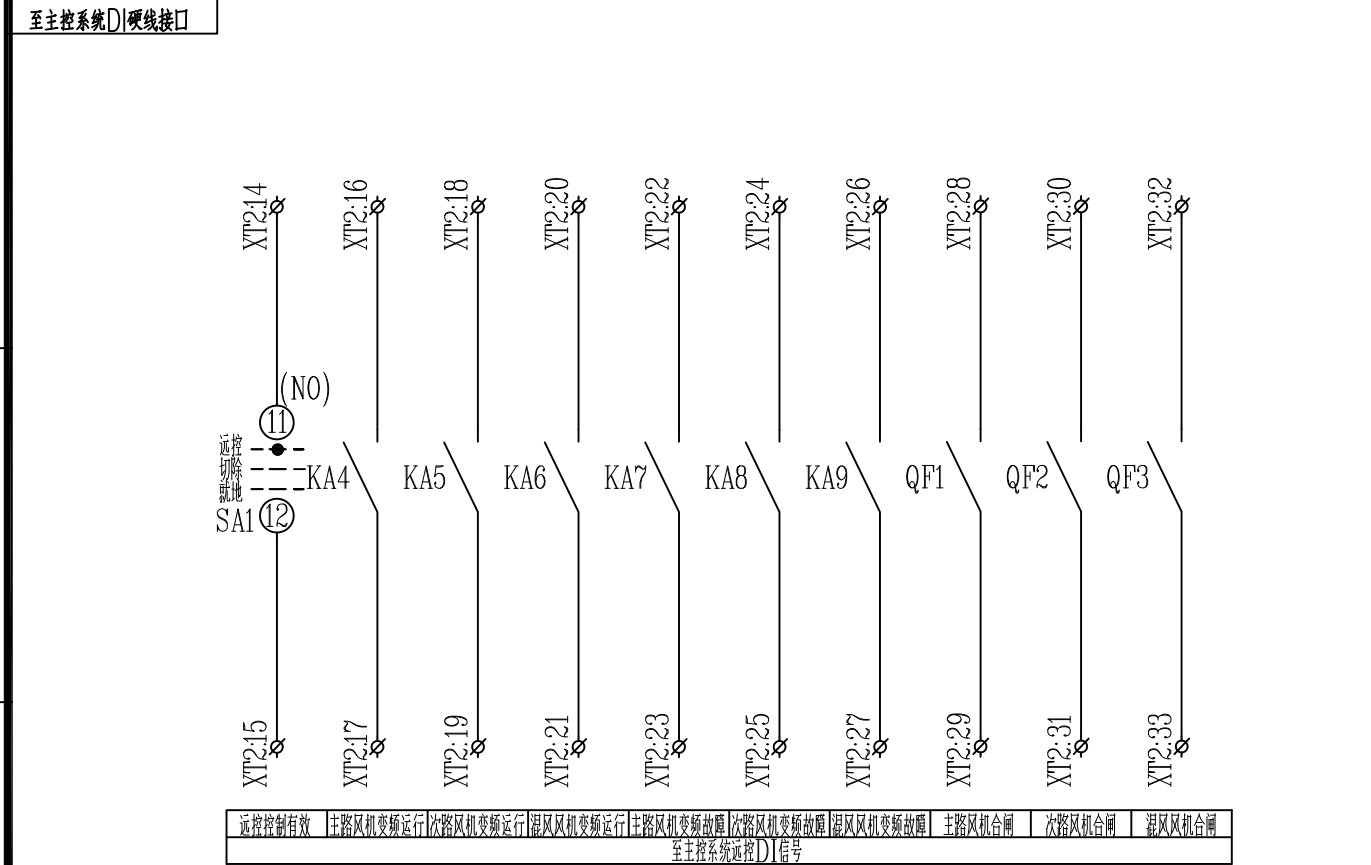 至主控系统DI硬线接口
XT2:14 XT2:16 XT2:18 XT2:20 XT2:22 XT2:24 XT2:26 XT2:28 XT2:30 XT2:32
(NO)
11
远控
切除
就地
SA1 12
KA4 KA5 KA6 KA7 KA8 KA9 QF1 QF2 QF3
XT2:15 XT2:17 XT2:19 XT2:21 XT2:23 XT2:25 XT2:27 XT2:29 XT2:31 XT2:33
远控控制有效 主路风机变频运行 次路风机变频运行 混风风机变频运行 主路风机变频故障 次路风机变频故障 混风风机变频故障 主路风机合闸 次路风机合闸 混风风机合闸
至主控系统远控DI信号